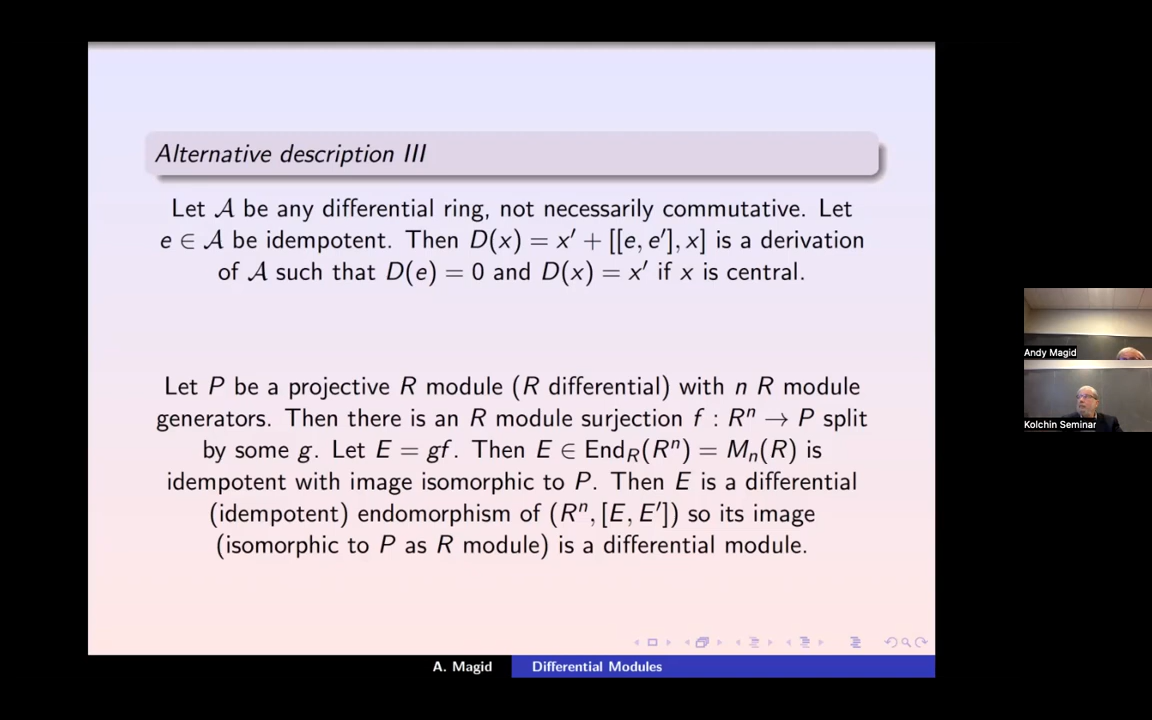 Alternative description III
Let 𝒜 be any differential ring, not necessarily commutative. Let
e ∈ 𝒜 be idempotent. Then D(x) = x′ + [[e, e′], x] is a derivation
of 𝒜 such that D(e) = 0 and D(x) = x′ if x is central.
Let P be a projective R module (R differential) with n R module
generators. Then there is an R module surjection f : Rⁿ → P split
by some g. Let E = gf. Then E ∈ End_R(Rⁿ) = M_n(R) is
idempotent with image isomorphic to P. Then E is a differential
(idempotent) endomorphism of (Rⁿ, [E, E′]) so its image
(isomorphic to P as R module) is a differential module.
Andy Magid
Kolchin Seminar
A. Magid
Differential Modules